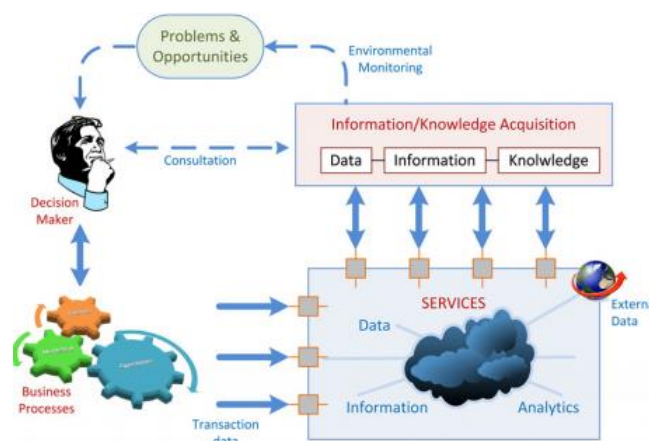 Problems &
Opportunities
Environmental
Monitoring
Information/Knowledge Acquisition
Data
Information
Knolwledge
Consultation
Decision
Maker
SERVICES
Extern
Data
Data
Information
Analytics
Business
Processes
Transaction
data